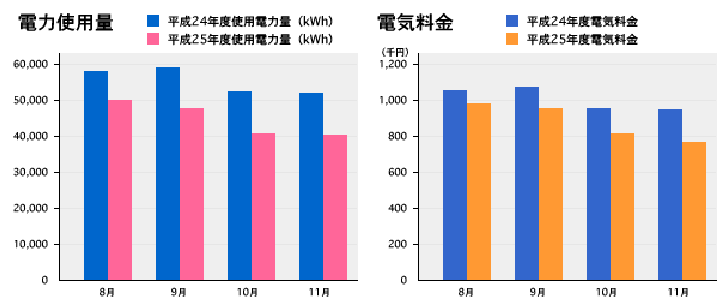 電力使用量
平成24年度使用電力量（kWh）
平成25年度使用電力量（kWh）
60,000
50,000
40,000
30,000
20,000
10,000
0
8月 9月 10月 11月
電気料金
平成24年度電気料金
平成25年度電気料金
（千円）
1,200
1,000
800
600
400
200
0
8月 9月 10月 11月